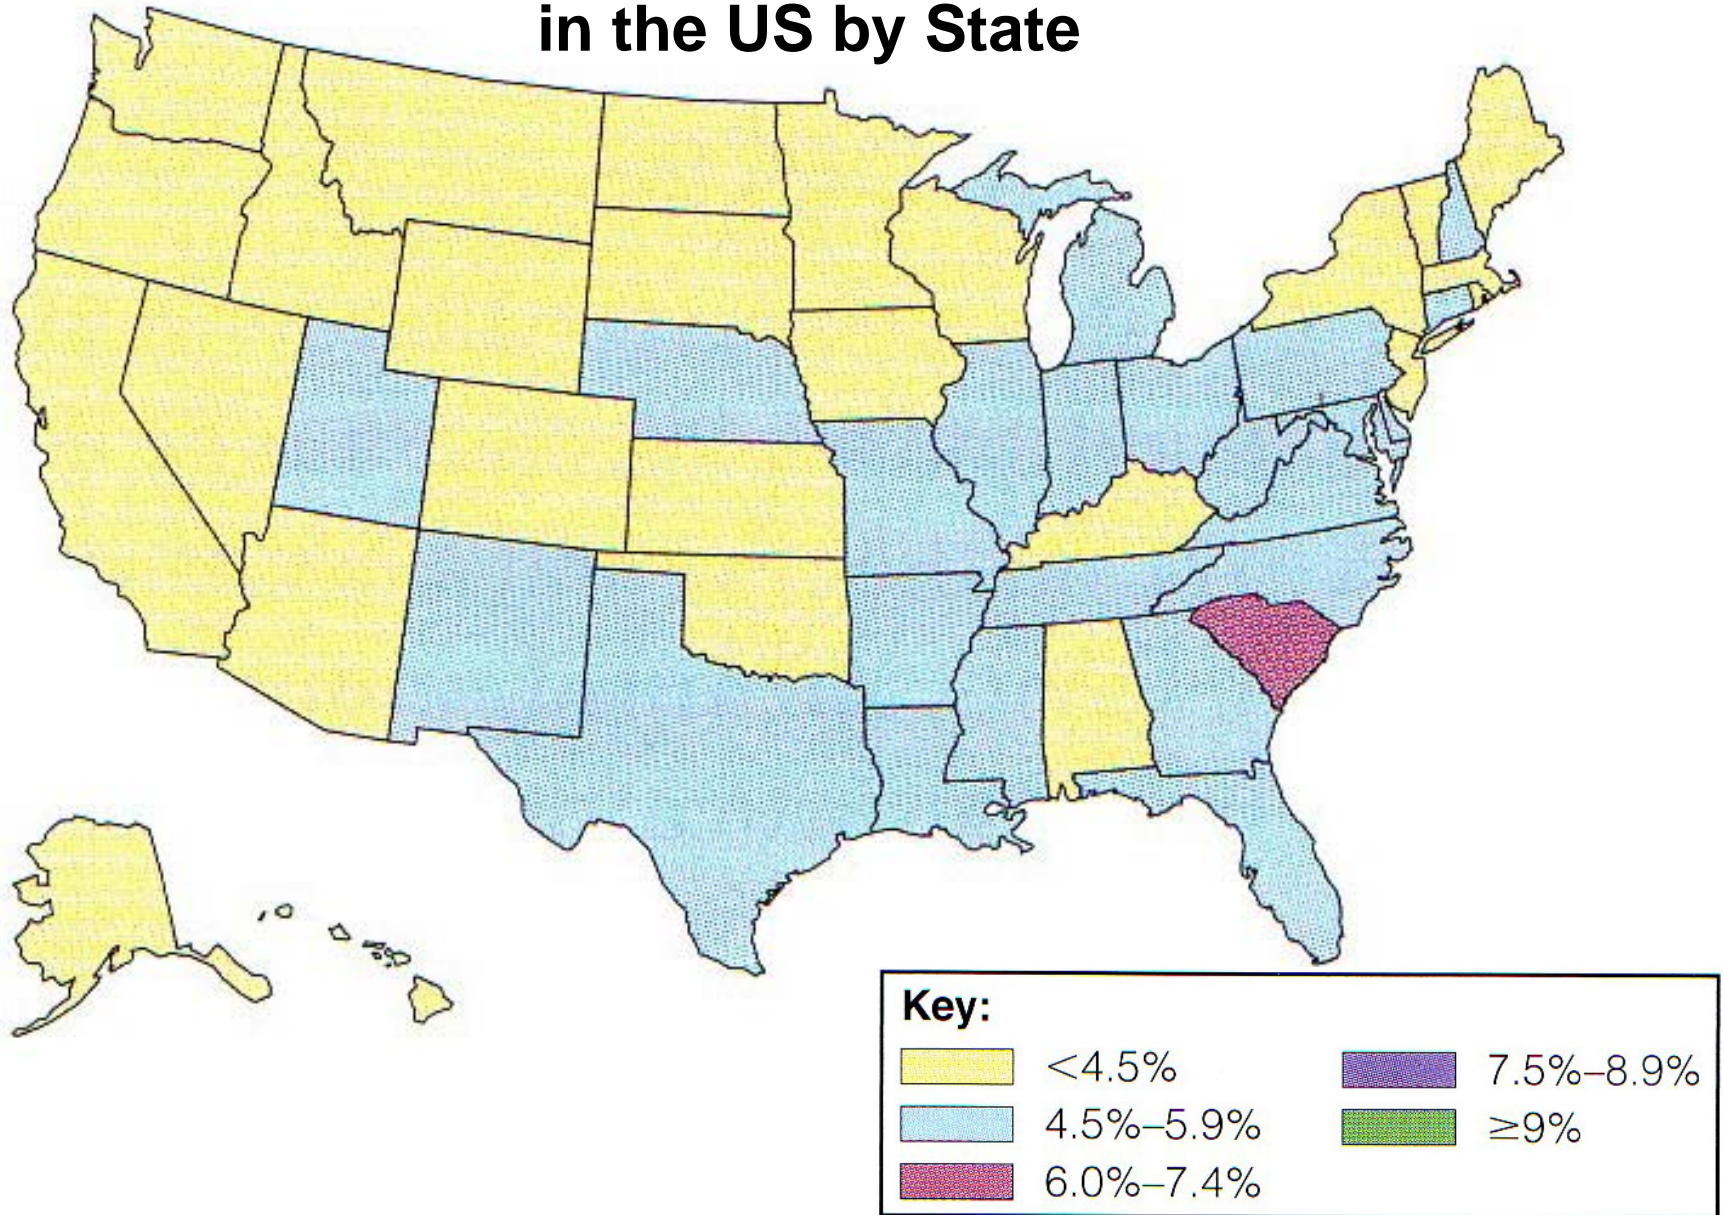 in the US by State
Key:
<4.5%
4.5%–5.9%
6.0%–7.4%
7.5%–8.9%
≥9%